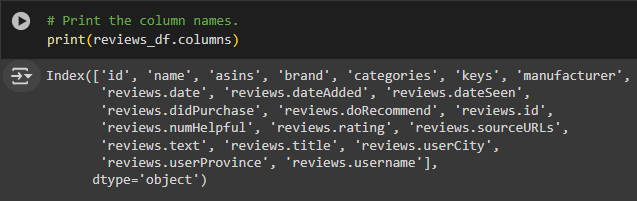 # Print the column names.
print(reviews_df.columns)
Index(['id', 'name', 'asins', 'brand', 'categories', 'keys', 'manufacturer',
'reviews.date', 'reviews.dateAdded', 'reviews.dateSeen',
'reviews.didPurchase', 'reviews.doRecommend', 'reviews.id',
'reviews.numHelpful', 'reviews.rating', 'reviews.sourceURLs',
'reviews.text', 'reviews.title', 'reviews.userCity',
'reviews.userProvince', 'reviews.username'],
dtype='object')